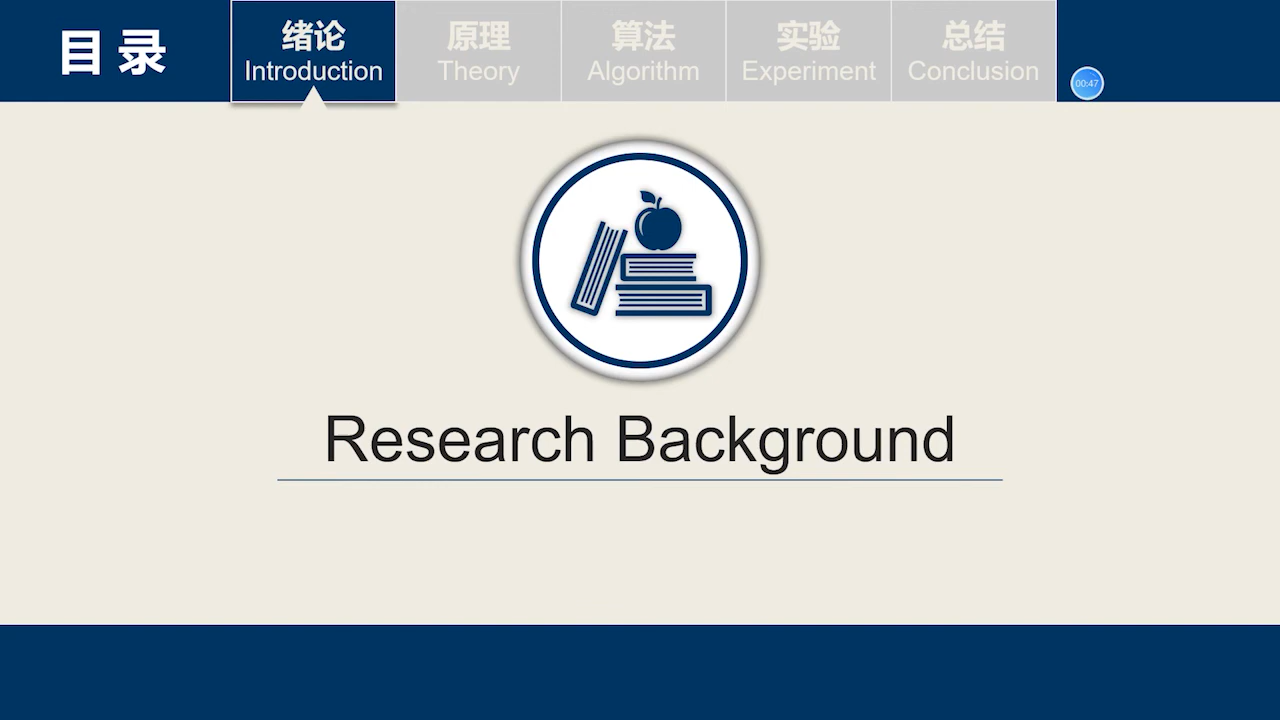 目录
绪论
Introduction
原理
Theory
算法
Algorithm
实验
Experiment
总结
Conclusion
00:47
Research Background